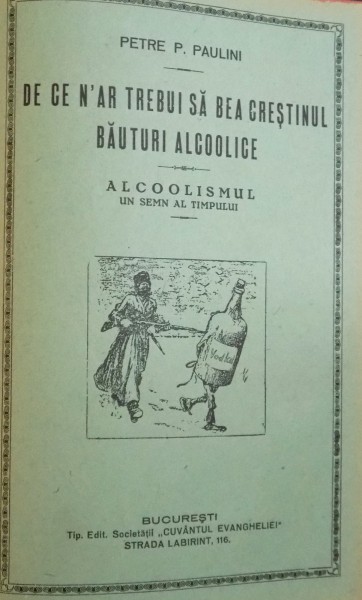 PETRE P. PAULINI
DE CE N'AR TREBUI SĂ BEA CREȘTINUL
BĂUTURI ALCOOLICE
ALCOOLISMUL
UN SEMN AL TIMPULUI
Vodka
BUCUREȘTI
Tip. Edit. Societății „CUVÂNTUL EVANGHELIEI"
STRADA LABIRINT, 116.